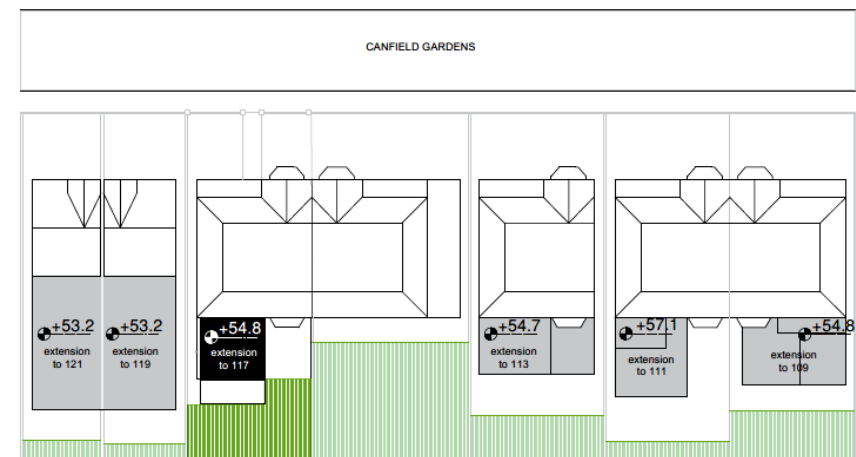 CANFIELD GARDENS
+53.2
extension
to 121
+53.2
extension
to 119
+54.8
extension
to 117
+54.7
extension
to 113
+57.1
extension
to 111
+54.8
extension
to 109